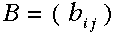 B = ( b_{ij} )